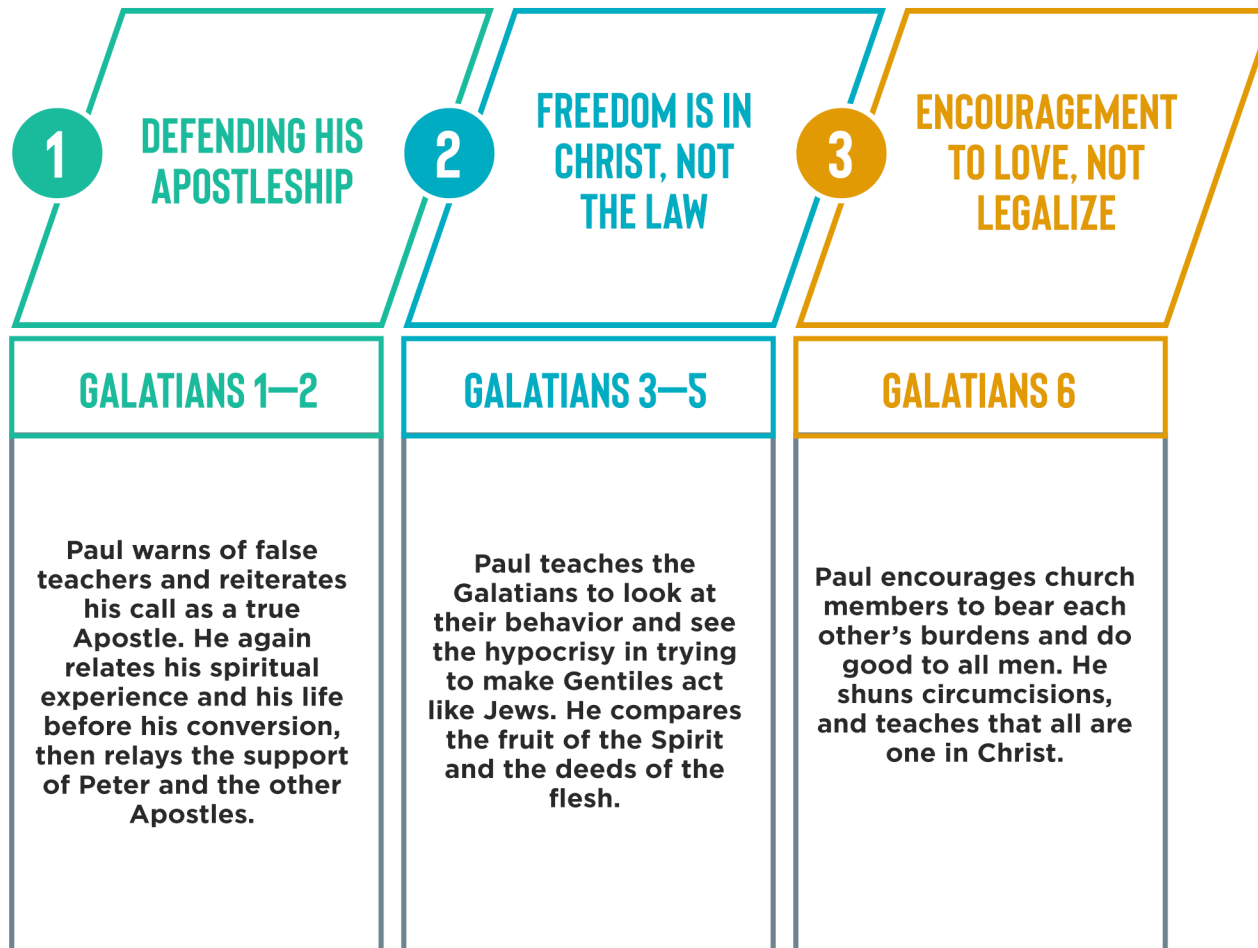 1
DEFENDING HIS
APOSTLESHIP
2
FREEDOM IS IN
CHRIST, NOT
THE LAW
3
ENCOURAGEMENT
TO LOVE, NOT
LEGALIZE
GALATIANS 1—2
Paul warns of false
teachers and reiterates
his call as a true
Apostle. He again
relates his spiritual
experience and his life
before his conversion,
then relays the support
of Peter and the other
Apostles.
GALATIANS 3—5
Paul teaches the
Galatians to look at
their behavior and see
the hypocrisy in trying
to make Gentiles act
like Jews. He compares
the fruit of the Spirit
and the deeds of the
flesh.
GALATIANS 6
Paul encourages church
members to bear each
other’s burdens and do
good to all men. He
shuns circumcisions,
and teaches that all are
one in Christ.